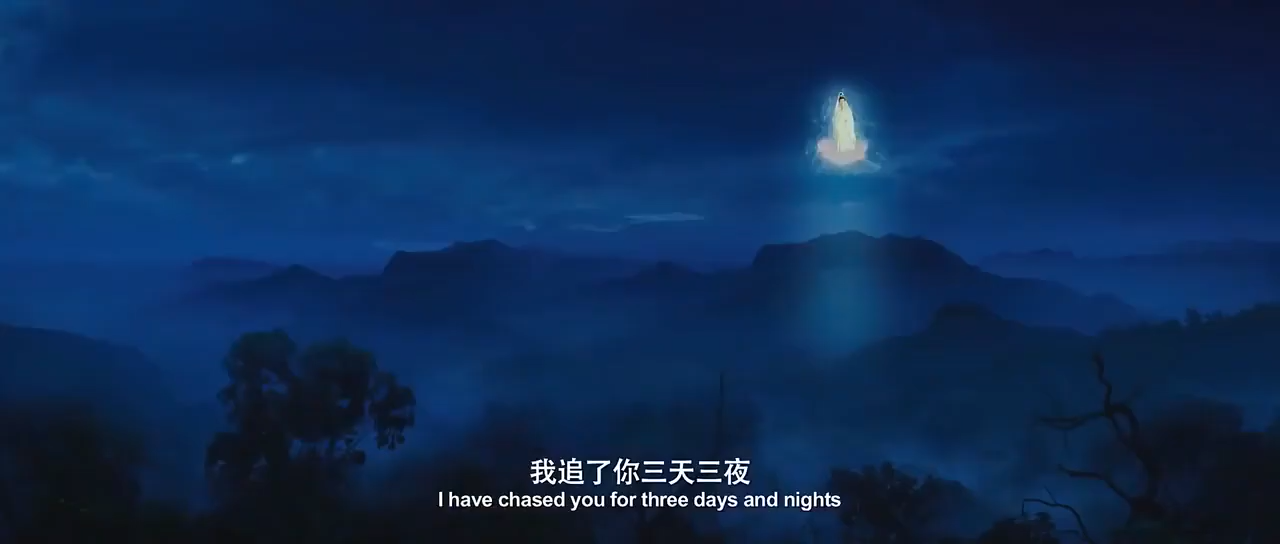 我追了你三天三夜
I have chased you for three days and nights